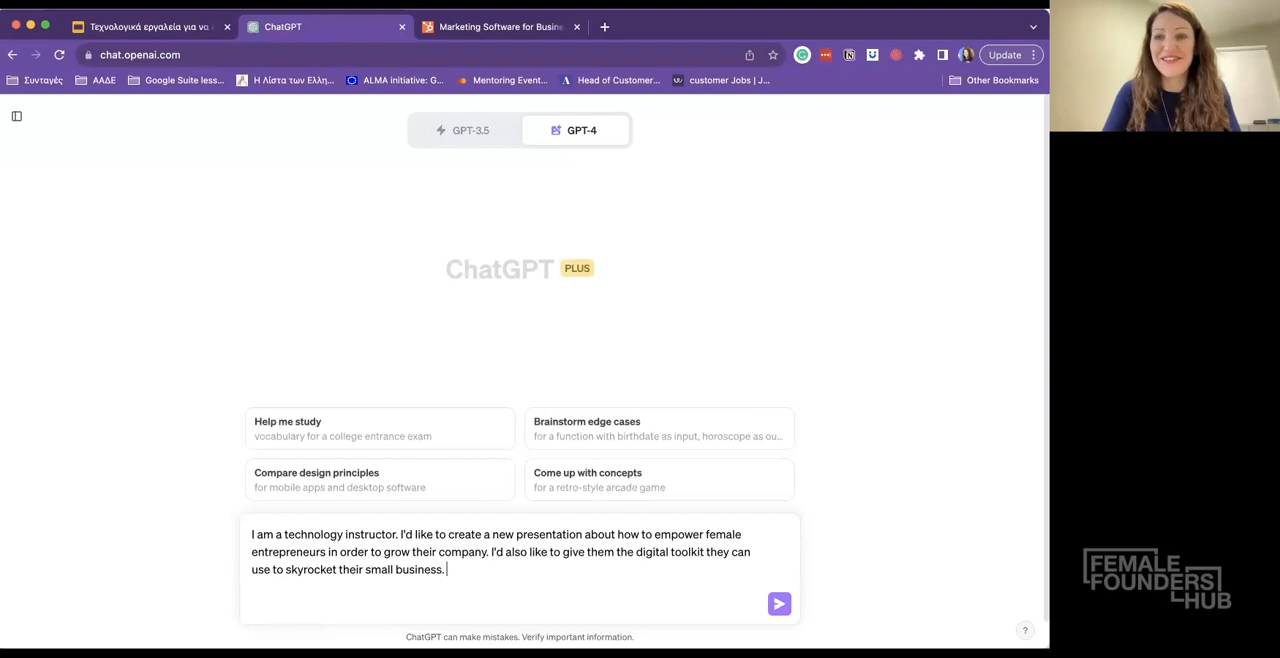 Τεχνολογικά εργαλεία για να
ChatGPT
Marketing Software for Busine
chat.openai.com
Update
Συνταγές
ΑΑΔΕ
Google Suite less...
Η Λίστα των Ελλη...
ALMA initiative: G...
Mentoring Event...
Head of Customer...
customer Jobs | J...
Other Bookmarks
GPT-3.5
GPT-4
ChatGPT PLUS
Help me study
vocabulary for a college entrance exam
Brainstorm edge cases
for a function with birthdate as input, horoscope as ou...
Compare design principles
for mobile apps and desktop software
Come up with concepts
for a retro-style arcade game
I am a technology instructor. I'd like to create a new presentation about how to empower female
entrepreneurs in order to grow their company. I'd also like to give them the digital toolkit they can
use to skyrocket their small business.
ChatGPT can make mistakes. Verify important information.
?
FEMALE
FOUNDERS
HUB